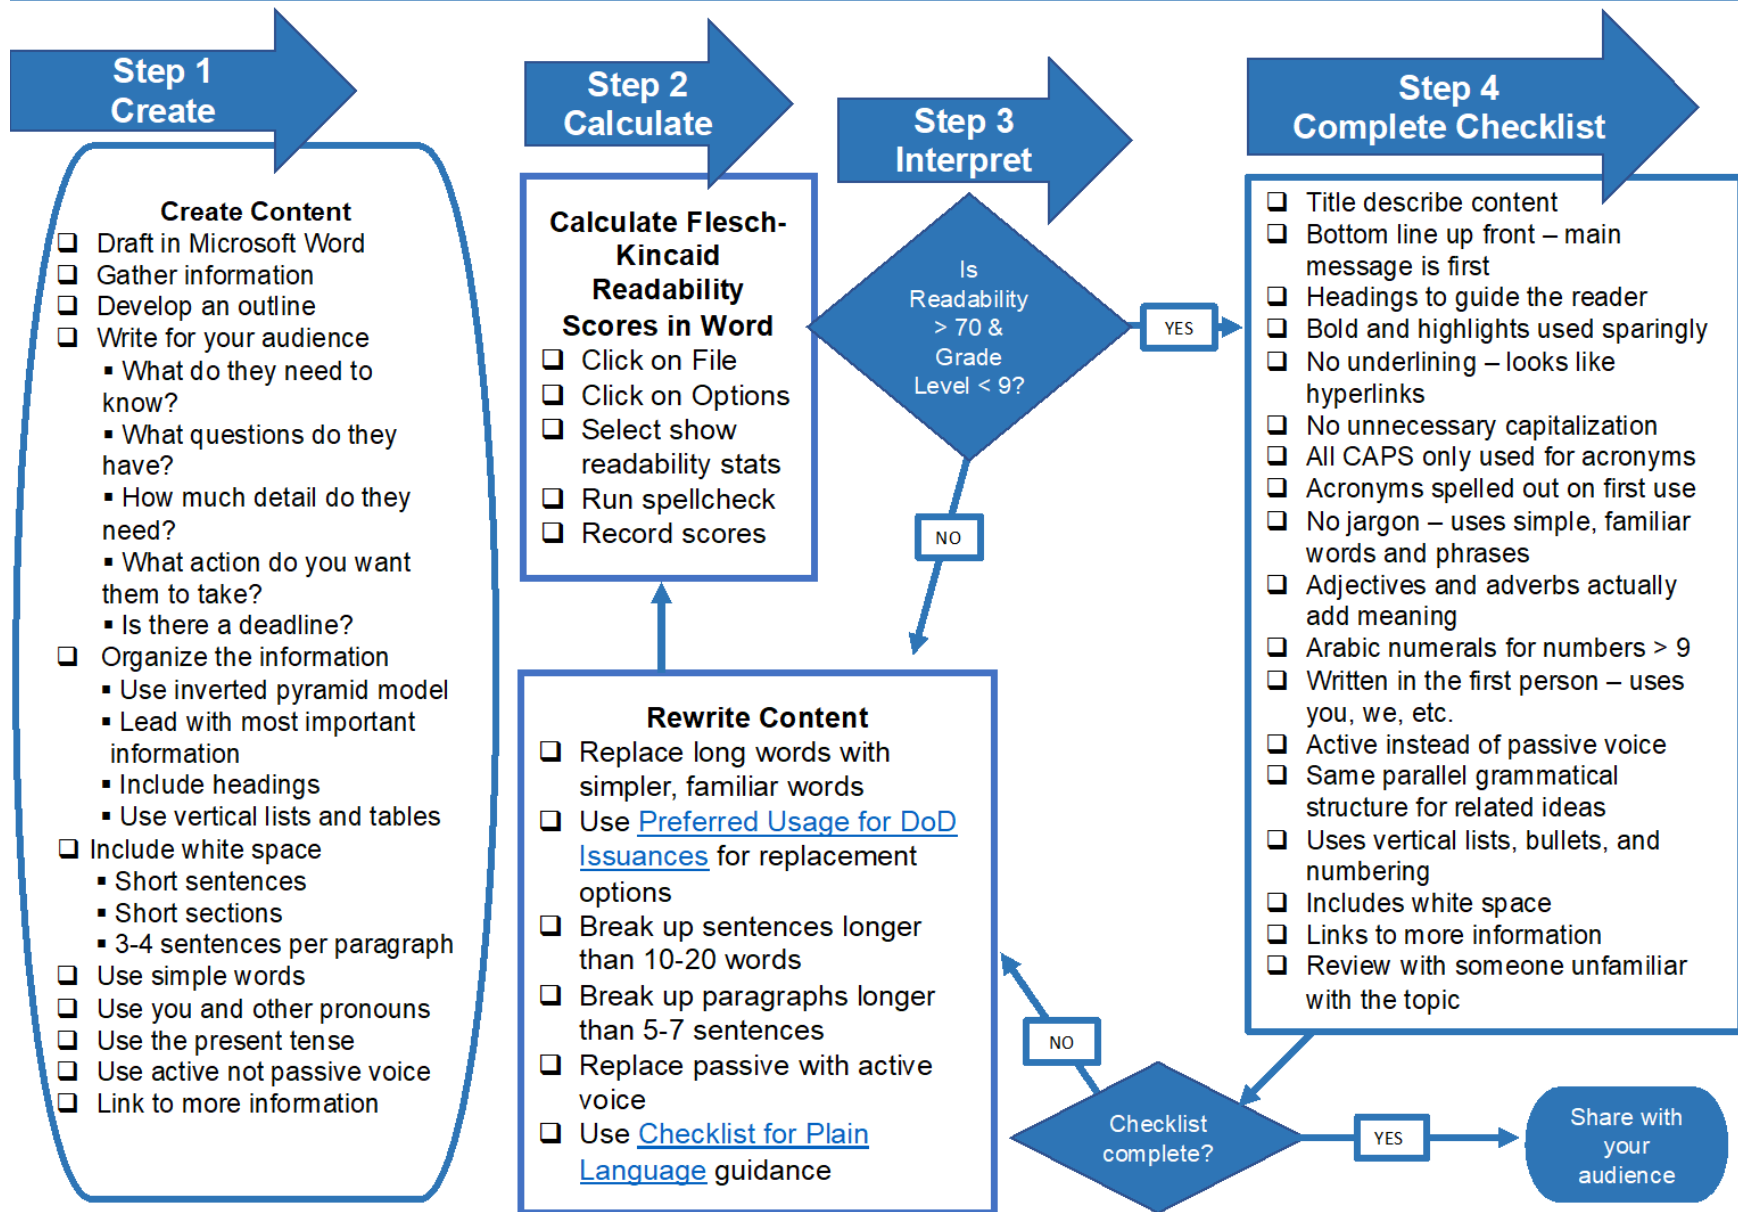 Step 1
Create
Create Content
❑ Draft in Microsoft Word
❑ Gather information
❑ Develop an outline
❑ Write for your audience
▪ What do they need to
know?
▪ What questions do they
have?
▪ How much detail do they
need?
▪ What action do you want
them to take?
▪ Is there a deadline?
❑ Organize the information
▪ Use inverted pyramid model
▪ Lead with most important
information
▪ Include headings
▪ Use vertical lists and tables
❑ Include white space
▪ Short sentences
▪ Short sections
▪ 3-4 sentences per paragraph
❑ Use simple words
❑ Use you and other pronouns
❑ Use the present tense
❑ Use active not passive voice
❑ Link to more information
Step 2
Calculate
Calculate Flesch-
Kincaid
Readability
Scores in Word
❑ Click on File
❑ Click on Options
❑ Select show
readability stats
❑ Run spellcheck
❑ Record scores
Step 3
Interpret
Is
Readability
> 70 &
Grade
Level < 9?
YES
NO
Rewrite Content
❑ Replace long words with
simpler, familiar words
❑ Use Preferred Usage for DoD
Issuances for replacement
options
❑ Break up sentences longer
than 10-20 words
❑ Break up paragraphs longer
than 5-7 sentences
❑ Replace passive with active
voice
❑ Use Checklist for Plain
Language guidance
Step 4
Complete Checklist
❑ Title describe content
❑ Bottom line up front – main
message is first
❑ Headings to guide the reader
❑ Bold and highlights used sparingly
❑ No underlining – looks like
hyperlinks
❑ No unnecessary capitalization
❑ All CAPS only used for acronyms
❑ Acronyms spelled out on first use
❑ No jargon – uses simple, familiar
words and phrases
❑ Adjectives and adverbs actually
add meaning
❑ Arabic numerals for numbers > 9
❑ Written in the first person – uses
you, we, etc.
❑ Active instead of passive voice
❑ Same parallel grammatical
structure for related ideas
❑ Uses vertical lists, bullets, and
numbering
❑ Includes white space
❑ Links to more information
❑ Review with someone unfamiliar
with the topic
Checklist
complete?
NO
YES
Share with
your
audience